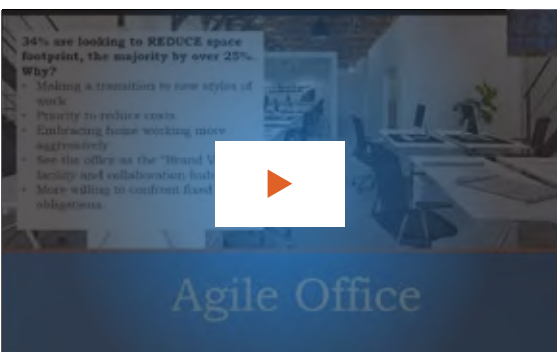 34% are looking to REDUCE space
footprint, the majority by over 25%.
Why?
• Making a transition to new styles of
work
• Priority to reduce costs
• Embracing home working more
aggressively
• See the office as the "Brand
facility and collaboration
• More willing to confront fixed
obligations
Agile Office